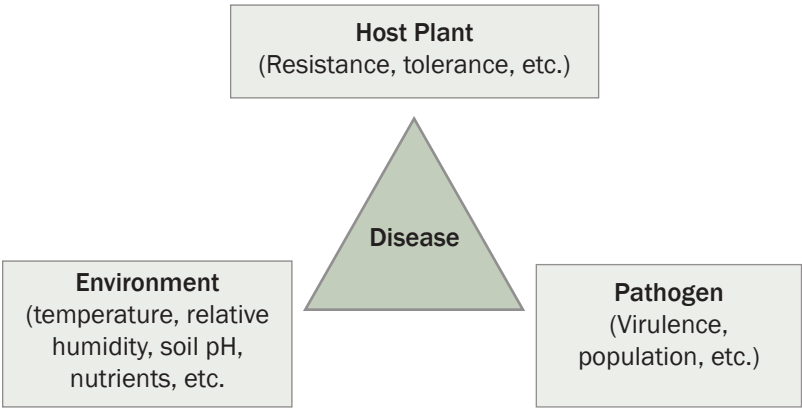 Host Plant
(Resistance, tolerance, etc.)
Disease
Environment
(temperature, relative
humidity, soil pH,
nutrients, etc.
Pathogen
(Virulence,
population, etc.)